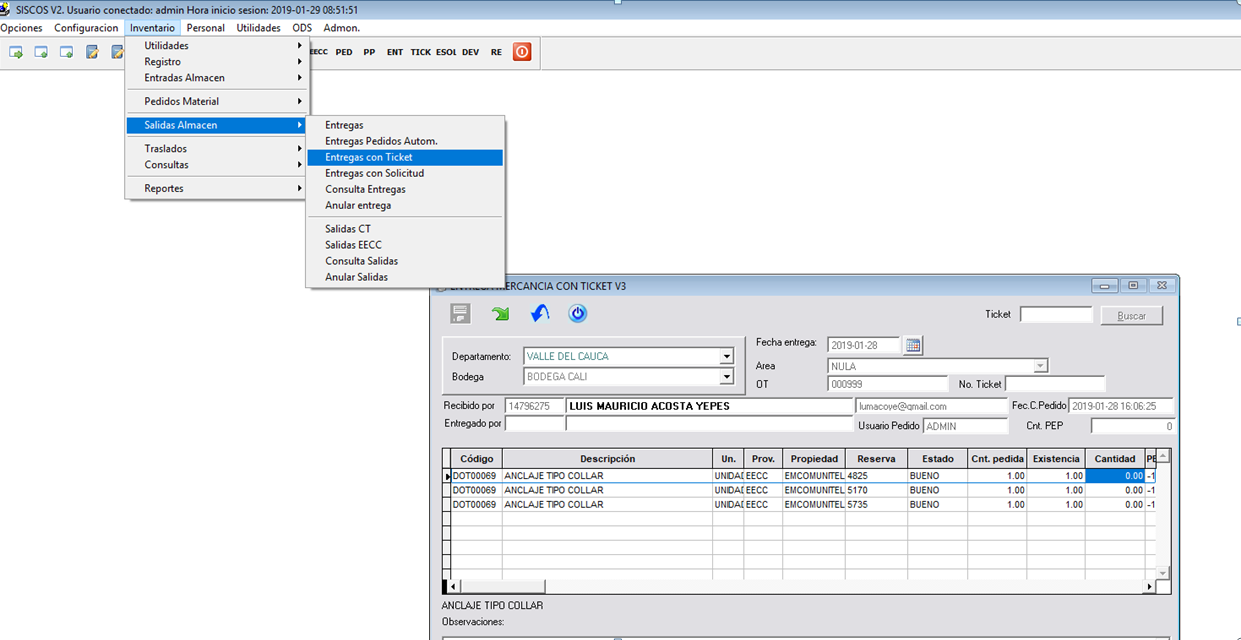 SISCOS V2. Usuario conectado: admin Hora inicio sesion: 2019-01-29 08:51:51
Opciones Configuracion Inventario Personal Utilidades ODS Admon.
EECC PED PP ENT TICK ESOL DEV RE
Utilidades
Registro
Entradas Almacen
Pedidos Material
Salidas Almacen
Traslados
Consultas
Reportes
Entregas
Entregas Pedidos Autom.
Entregas con Ticket
Entregas con Solicitud
Consulta Entregas
Anular entrega
Salidas CT
Salidas EECC
Consulta Salidas
Anular Salidas
ENTREGA MERCANCIA CON TICKET V3
Ticket Buscar
Departamento: VALLE DEL CAUCA Fecha entrega: 2019-01-28
Bodega BODEGA CALI Area NULA
OT 000999 No. Ticket
Recibido por 14796275 LUIS MAURICIO ACOSTA YEPES lumacoye@gmail.com Fec.C.Pedido 2019-01-28 16:06:25
Entregado por Usuario Pedido ADMIN Cnt. PEP 0
Código Descripción Un. Prov. Propiedad Reserva Estado Cnt. pedida Existencia Cantidad PE
DOT00069 ANCLAJE TIPO COLLAR UNIDAD EECC EMCOMUNITEL 4825 BUENO 1.00 1.00 0.00 -1
DOT00069 ANCLAJE TIPO COLLAR UNIDAD EECC EMCOMUNITEL 5170 BUENO 1.00 1.00 0.00 -1
DOT00069 ANCLAJE TIPO COLLAR UNIDAD EECC EMCOMUNITEL 5735 BUENO 1.00 1.00 0.00 -1
ANCLAJE TIPO COLLAR
Observaciones: